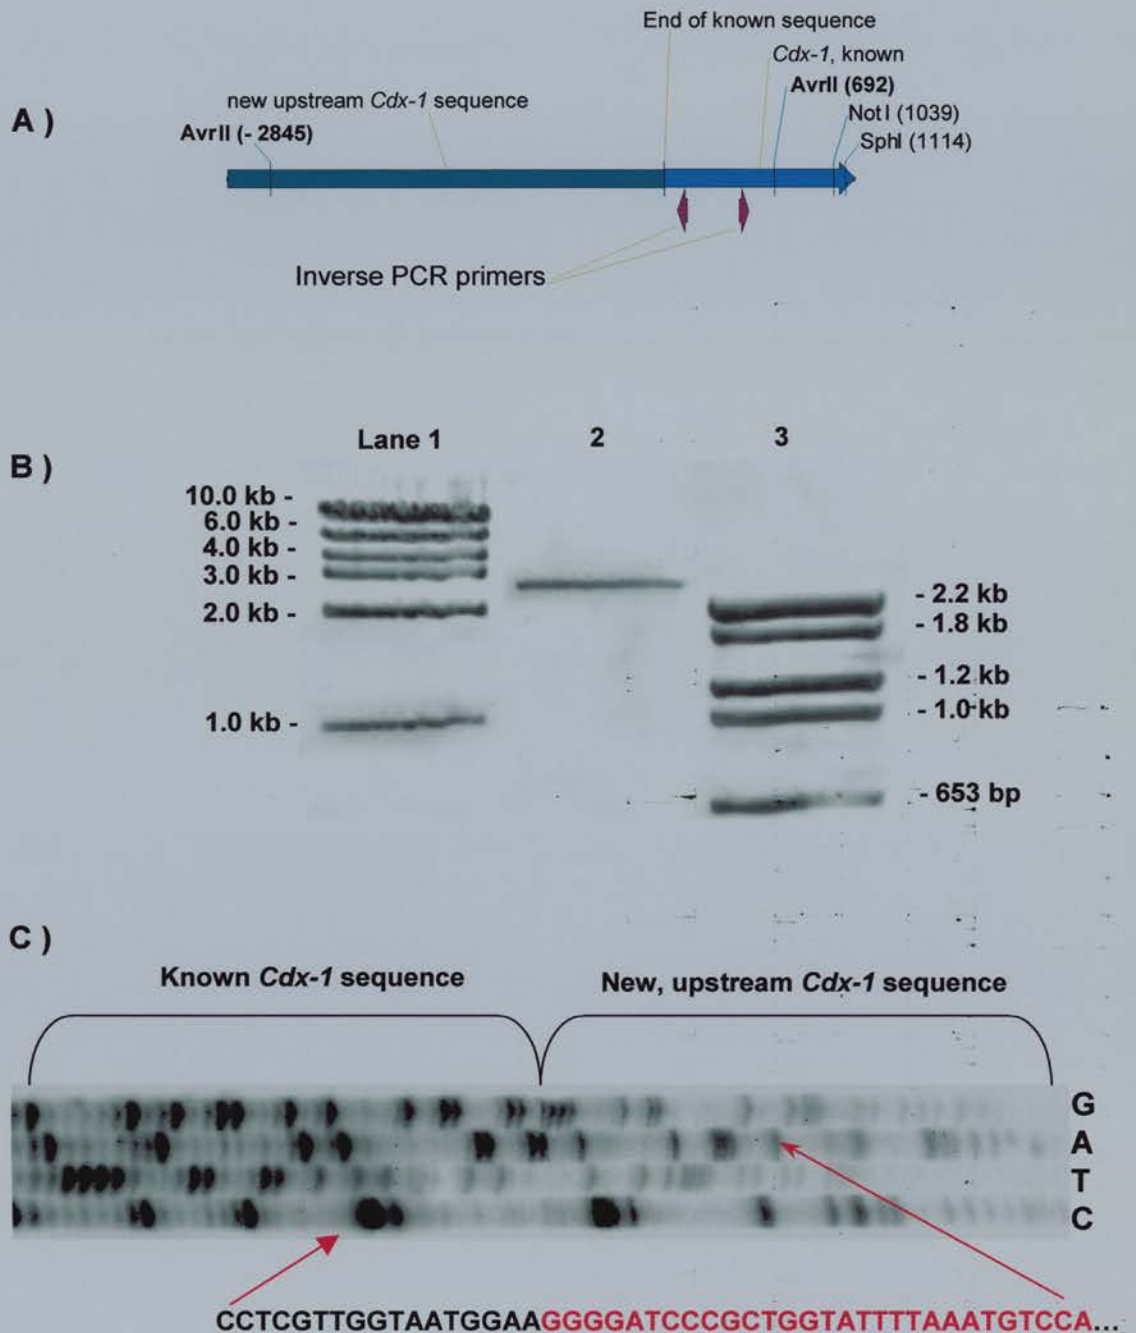 A )
End of known sequence
Cdx-1, known
AvrII (692)
NotI (1039)
SphI (1114)
new upstream Cdx-1 sequence
AvrII (- 2845)
Inverse PCR primers
B )
Lane 1 2 3
10.0 kb -
6.0 kb -
4.0 kb -
3.0 kb -
2.0 kb -
1.0 kb -
- 2.2 kb
- 1.8 kb
- 1.2 kb
- 1.0 kb
- 653 bp
C )
Known Cdx-1 sequence
New, upstream Cdx-1 sequence
G
A
T
C
CCTCGTTGGTAATGGAAGGGGATCCCGCTGGTATTTTAAATGTCCA...